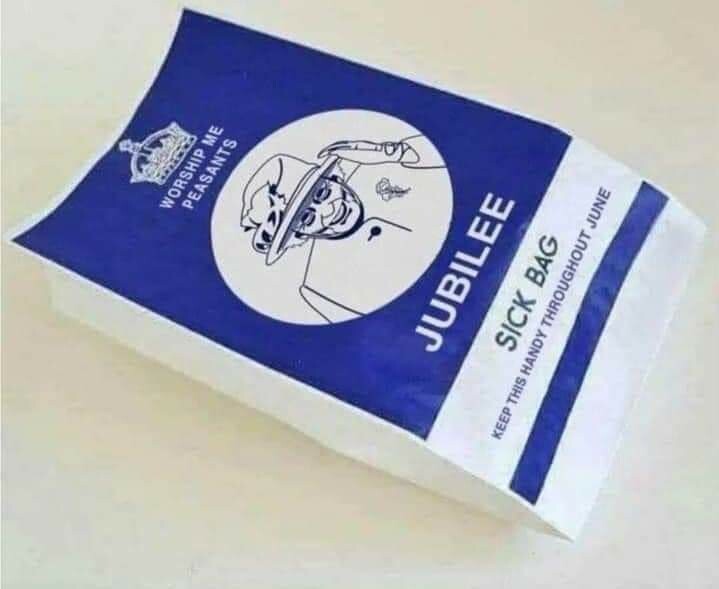 WORSHIP ME
PEASANTS
JUBILEE
SICK BAG
KEEP THIS HANDY THROUGHOUT JUNE